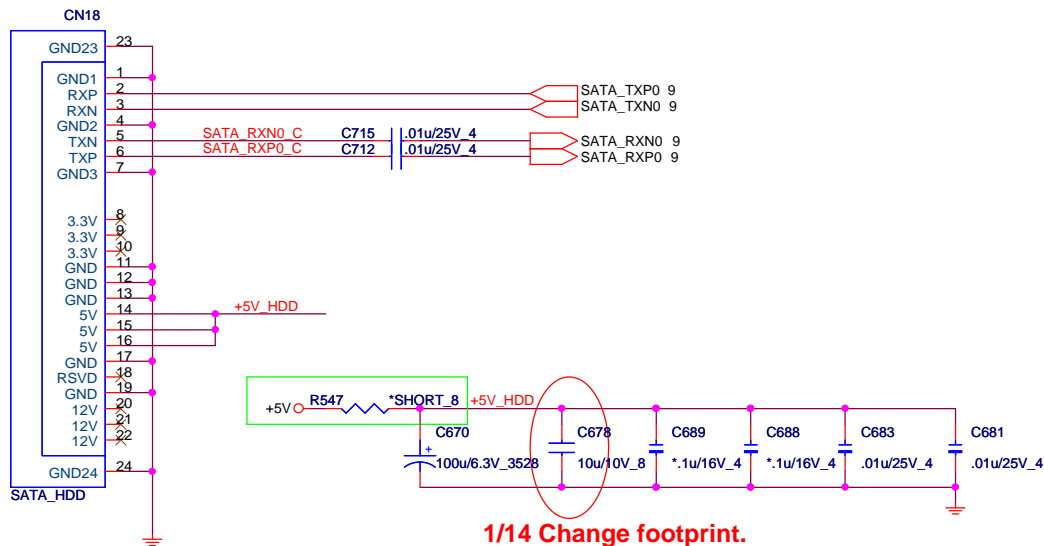 CN18
GND23 23
GND1 1
RXP 2
RXN 3
GND2 4
TXN 5
TXP 6
GND3 7
3.3V 8
3.3V 9
3.3V 10
GND 11
GND 12
GND 13
5V 14
5V 15
5V 16
GND 17
RSVD 18
GND 19
12V 20
12V 21
12V 22
GND24 24
SATA_HDD
SATA_TXP0 9
SATA_TXN0 9
SATA_RXN0_C C715 .01u/25V_4 SATA_RXN0 9
SATA_RXP0_C C712 .01u/25V_4 SATA_RXP0 9
+5V_HDD
+5V R547 *SHORT_8 +5V_HDD
C670 C678 C689 C688 C683 C681
+
100u/6.3V_3528 10u/10V_8 *.1u/16V_4 *.1u/16V_4 .01u/25V_4 .01u/25V_4
1/14 Change footprint.